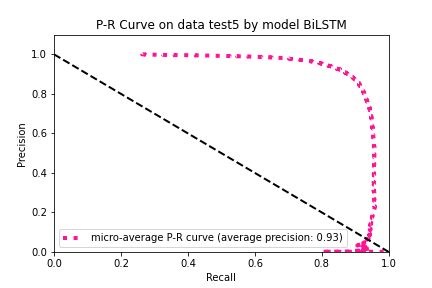 P-R Curve on data test5 by model BiLSTM
1.0
0.8
0.6
0.4
0.2
0.0
Precision
micro-average P-R curve (average precision: 0.93)
0.0 0.2 0.4 0.6 0.8 1.0
Recall